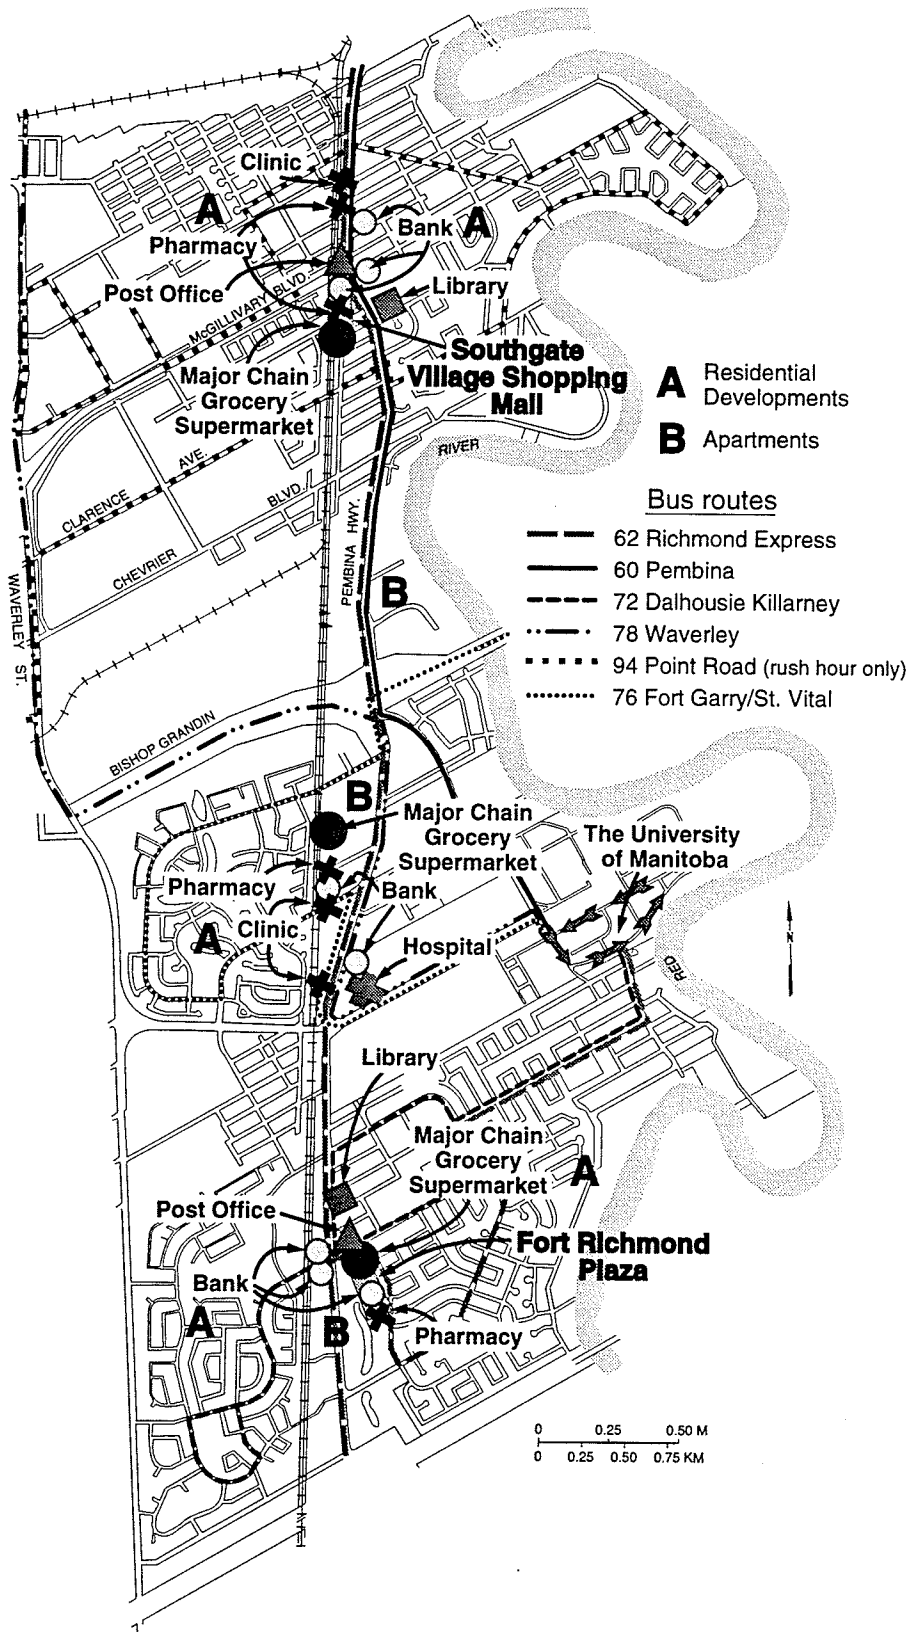 Clinic
A
Bank
A
Pharmacy
Post Office
McGILLIVARY BLVD.
Library
Southgate
Village Shopping
Mall
Major Chain
Grocery
Supermarket
A Residential
Developments
B Apartments
RIVER
CLARENCE AVE.
BLVD.
CHEVRIER
PEMBINA HWY.
WAVERLEY ST.
B
Bus routes
62 Richmond Express
60 Pembina
72 Dalhousie Killarney
78 Waverley
94 Point Road (rush hour only)
76 Fort Garry/St. Vital
BISHOP GRANDIN
B
Major Chain
Grocery
Supermarket
The University
of Manitoba
Pharmacy
Bank
Clinic
A
Hospital
N
RED
Library
Major Chain
Grocery
Supermarket
A
Post Office
Fort Richmond
Plaza
Bank
A
B
Pharmacy
0 0.25 0.50 M
0 0.25 0.50 0.75 KM